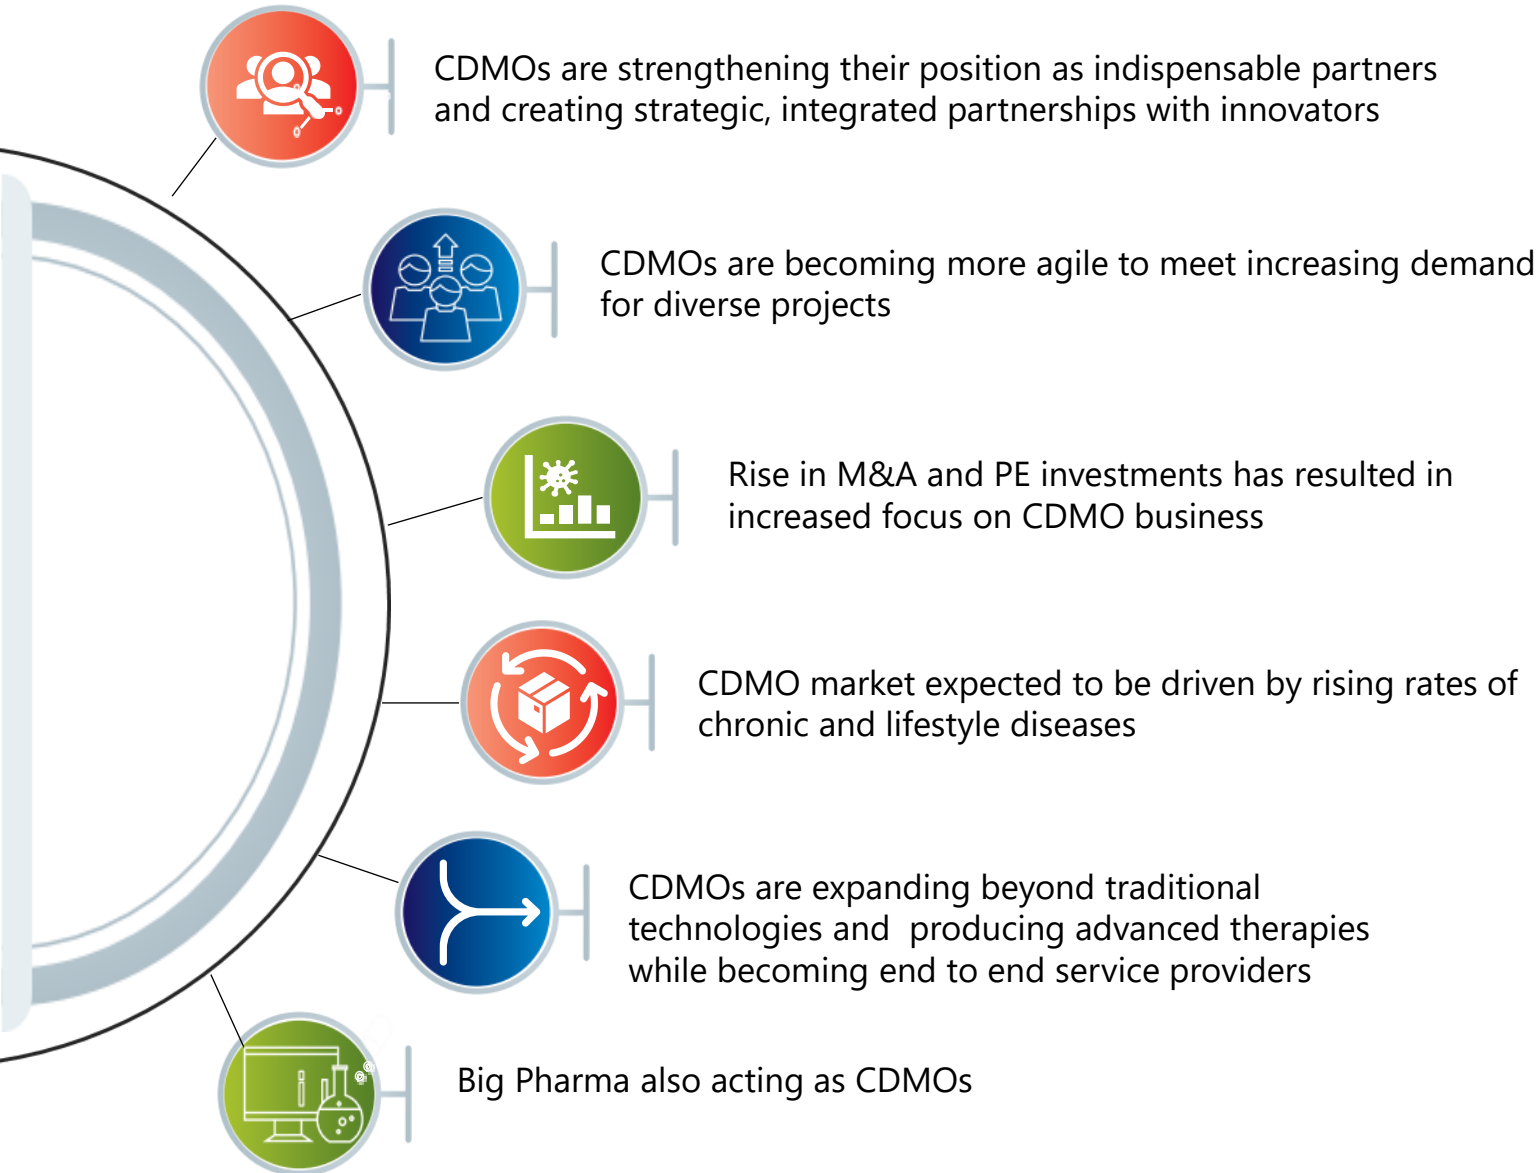 CDMOs are strengthening their position as indispensable partners
and creating strategic, integrated partnerships with innovators
CDMOs are becoming more agile to meet increasing demand
for diverse projects
Rise in M&A and PE investments has resulted in
increased focus on CDMO business
CDMO market expected to be driven by rising rates of
chronic and lifestyle diseases
CDMOs are expanding beyond traditional
technologies and  producing advanced therapies
while becoming end to end service providers
Big Pharma also acting as CDMOs